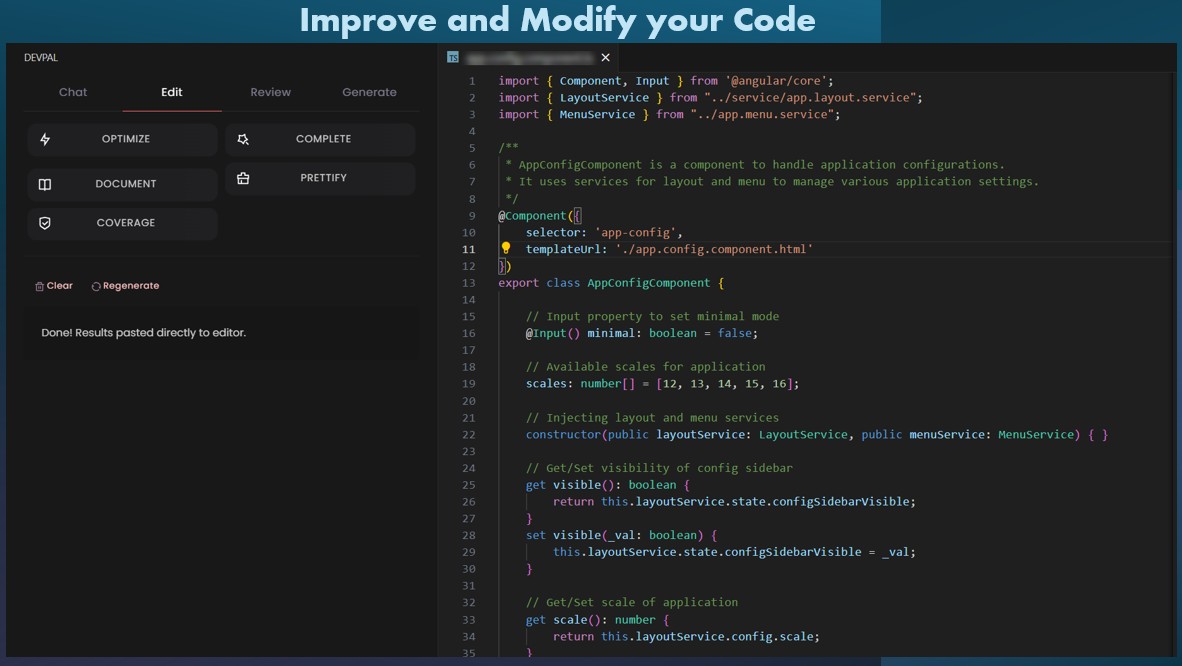 Improve and Modify your Code
DEVPAL
Chat
Edit
Review
Generate
OPTIMIZE
COMPLETE
DOCUMENT
PRETTIFY
COVERAGE
Clear
Regenerate
Done! Results pasted directly to editor.
TS
1 import { Component, Input } from '@angular/core';
2 import { LayoutService } from "../service/app.layout.service";
3 import { MenuService } from "../app.menu.service";
4
5 /**
6 * AppConfigComponent is a component to handle application configurations.
7 * It uses services for layout and menu to manage various application settings.
8 */
9 @Component({
10 selector: 'app-config',
11 templateUrl: './app.config.component.html'
12 })
13 export class AppConfigComponent {
14
15 // Input property to set minimal mode
16 @Input() minimal: boolean = false;
17
18 // Available scales for application
19 scales: number[] = [12, 13, 14, 15, 16];
20
21 // Injecting layout and menu services
22 constructor(public layoutService: LayoutService, public menuService: MenuService) { }
23
24 // Get/Set visibility of config sidebar
25 get visible(): boolean {
26 return this.layoutService.state.configSidebarVisible;
27 }
28 set visible(_val: boolean) {
29 this.layoutService.state.configSidebarVisible = _val;
30 }
31
32 // Get/Set scale of application
33 get scale(): number {
34 return this.layoutService.config.scale;
35 }